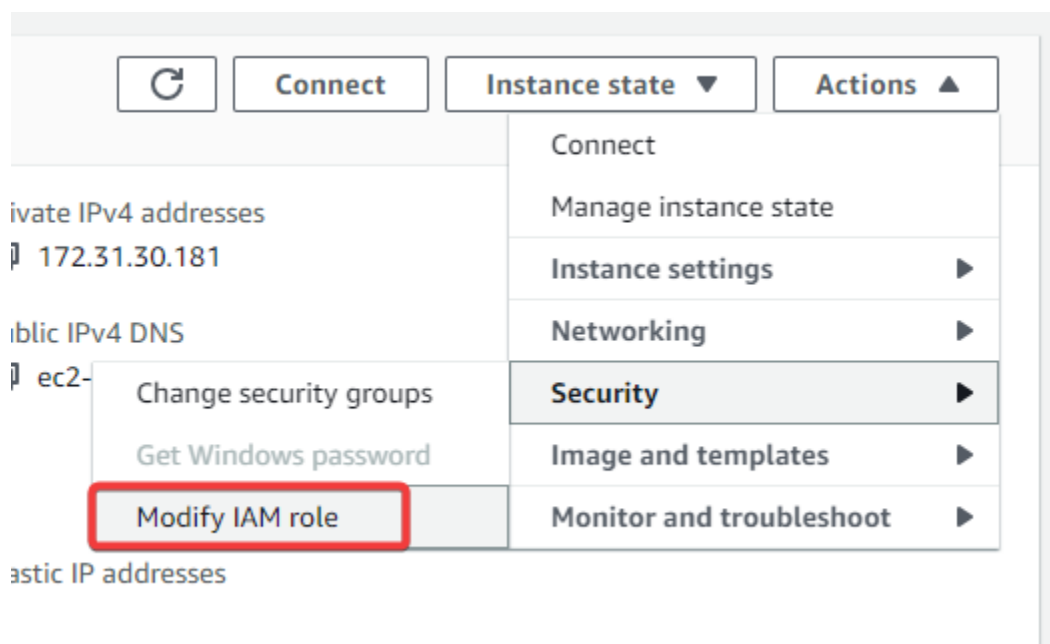 Connect
Instance state
Actions
Connect
Manage instance state
ivate IPv4 addresses
172.31.30.181
Instance settings
Networking
ublic IPv4 DNS
ec2-
Change security groups
Security
Get Windows password
Image and templates
Modify IAM role
Monitor and troubleshoot
astic IP addresses